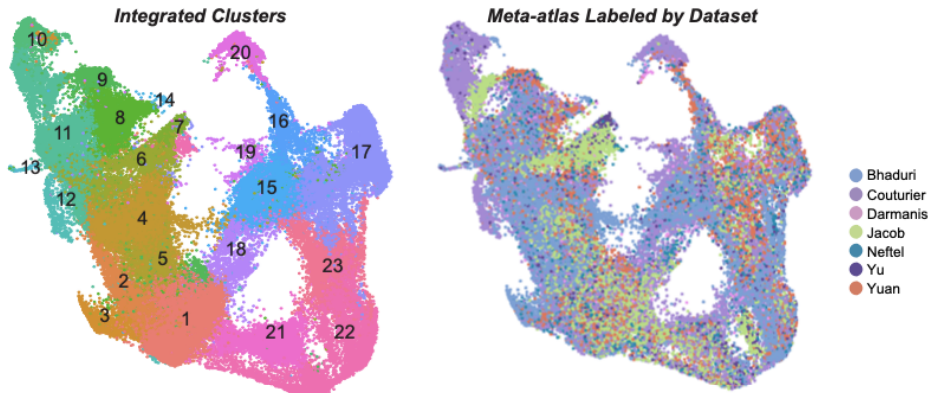 Integrated Clusters
Meta-atlas Labeled by Dataset
10
20
9
14
8
16
7
11
17
6
19
13
15
12
4
18
5
23
2
3
1
21
22
Bhaduri
Couturier
Darmanis
Jacob
Neftel
Yu
Yuan